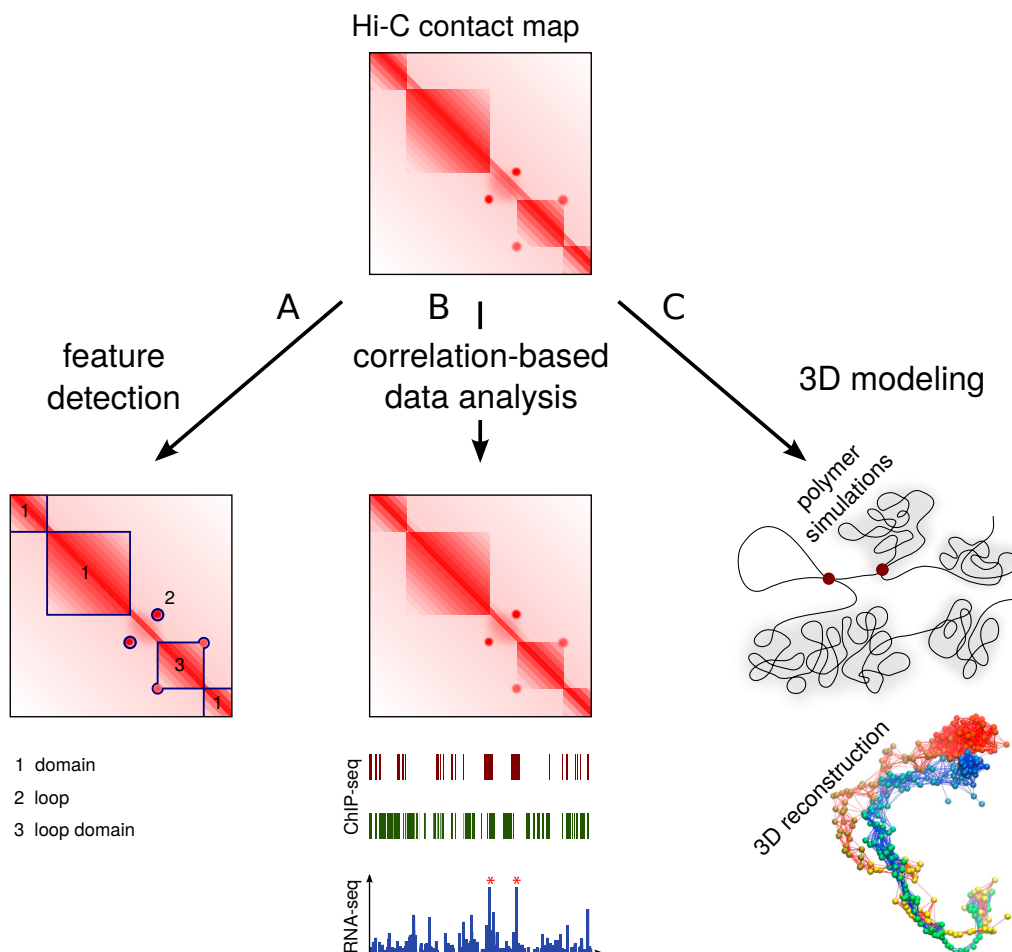 Hi-C contact map
A
B
C
feature
detection
correlation-based
data analysis
3D modeling
polymer
simulations
1
1
2
3
1
1 domain
2 loop
3 loop domain
ChIP-seq
RNA-seq
* *
3D reconstruction